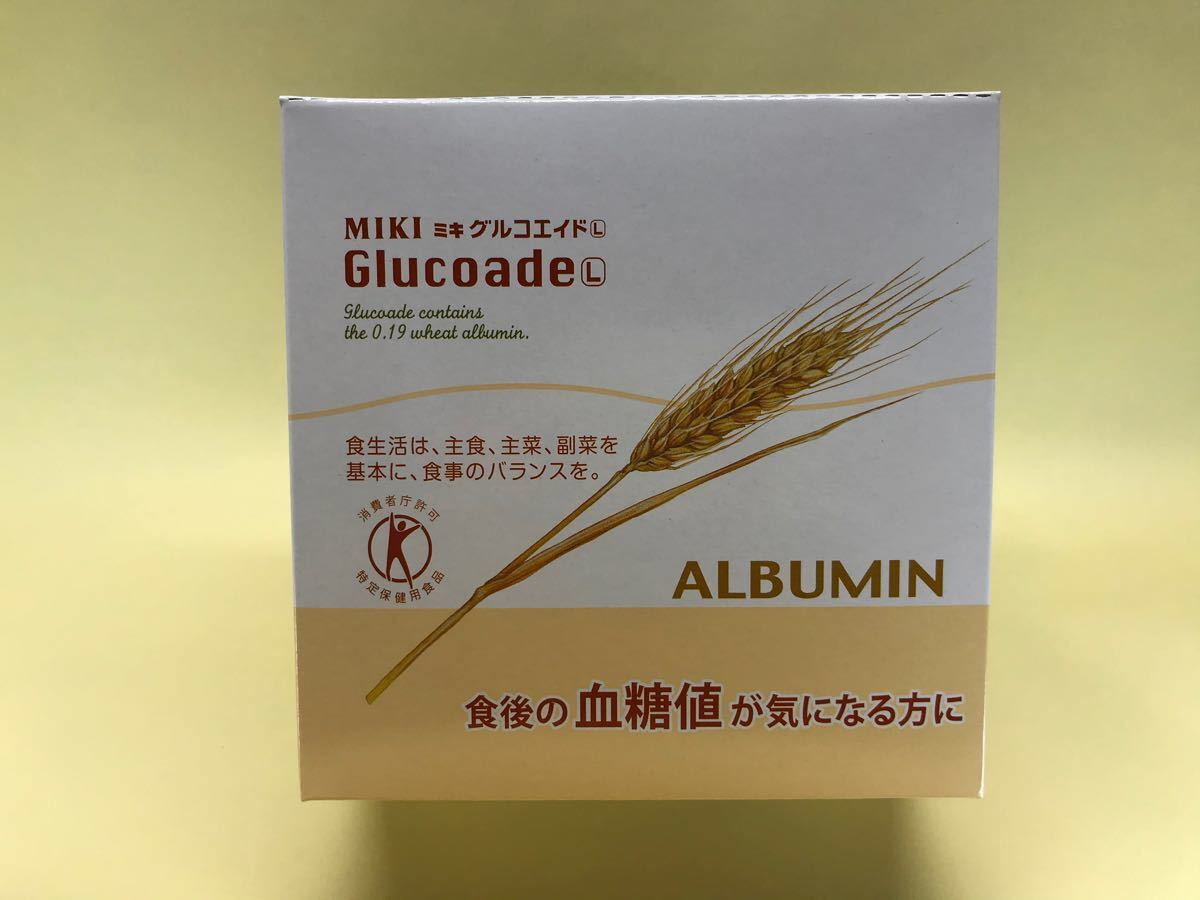 MIKI ミキ グルコエイド L
Glucoade L
Glucoade contains
the 0.19 wheat albumin.
食生活は、主食、主菜、副菜を
基本に、食事のバランスを。
消費者庁許可
特定保健用食品
ALBUMIN
食後の血糖値が気になる方に